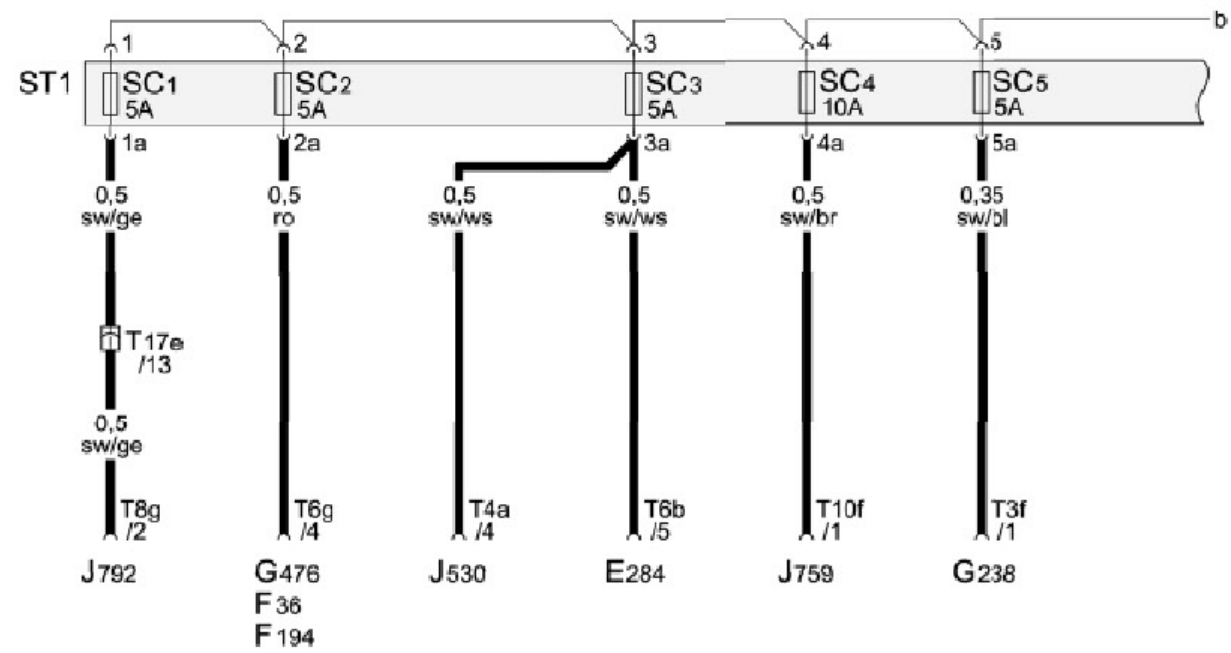 b
1 2 3 4 5
ST1 SC1 SC2 SC3 SC4 SC5
5A 5A 5A 10A 5A
1a 2a 3a 4a 5a
0,5 0,5 0,5 0,5 0,5 0,35
sw/ge ro sw/ws sw/ws sw/br sw/bl
T17e
/13
0,5
sw/ge
T8g T6g T4a T6b T10f T3f
/2 /4 /4 /5 /1 /1
J792 G476 J530 E284 J759 G238
F36
F194